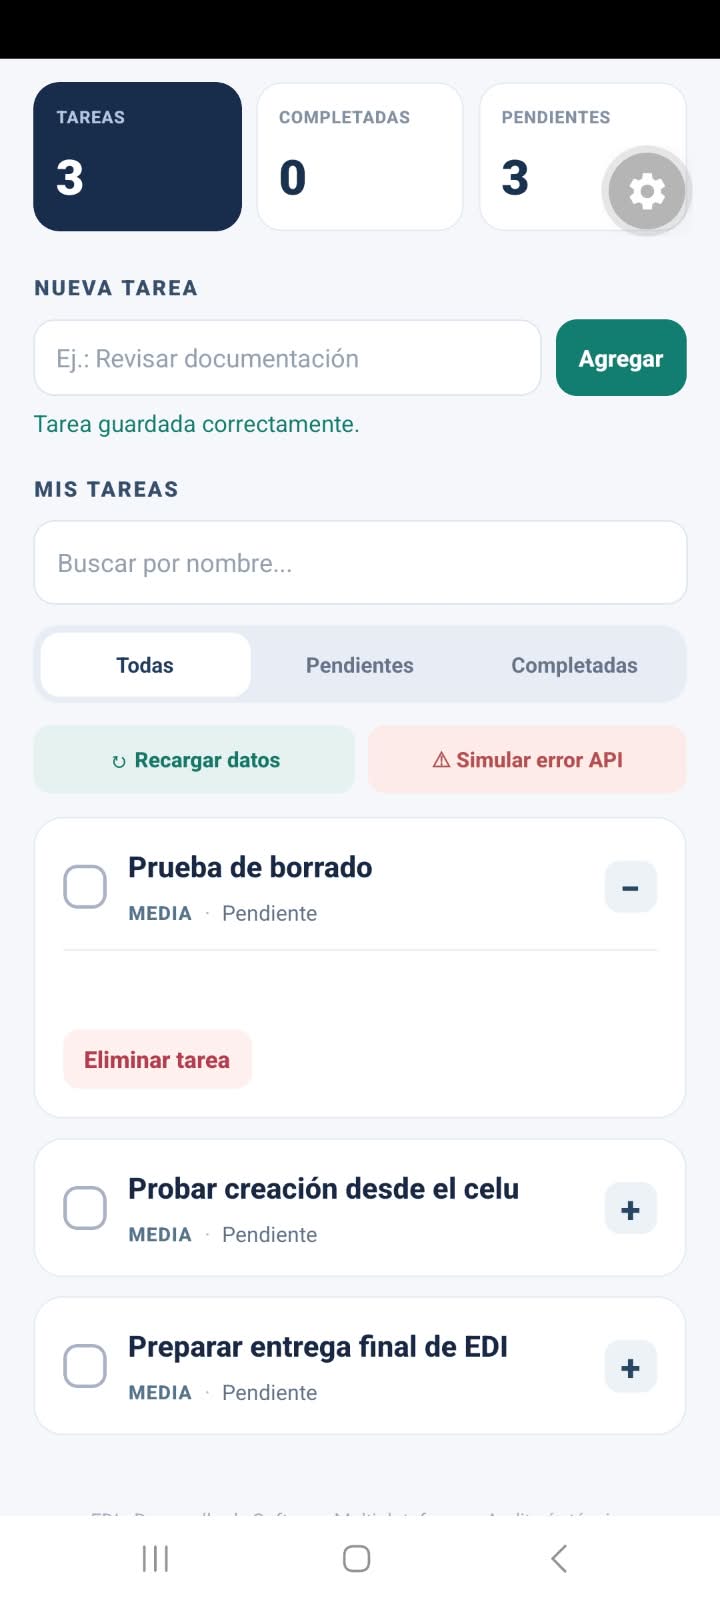 TAREAS
3
COMPLETADAS
0
PENDIENTES
3
NUEVA TAREA
Ej.: Revisar documentación
Agregar
Tarea guardada correctamente.
MIS TAREAS
Buscar por nombre...
Todas
Pendientes
Completadas
↻ Recargar datos
⚠ Simular error API
Prueba de borrado
−
MEDIA · Pendiente
Eliminar tarea
Probar creación desde el celu
+
MEDIA · Pendiente
Preparar entrega final de EDI
+
MEDIA · Pendiente